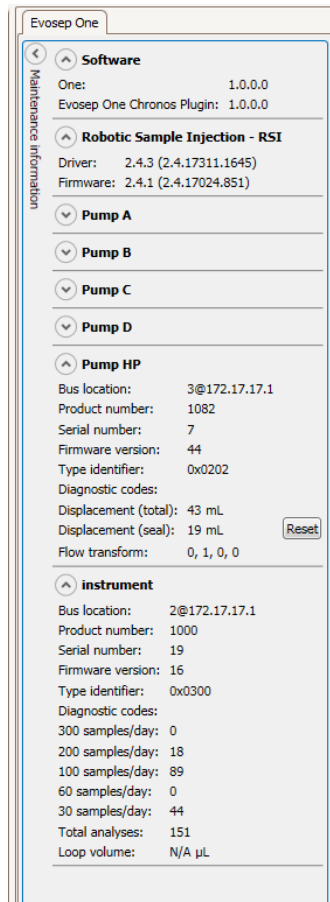 Evosep One
Maintenance information
Software
One: 1.0.0.0
Evosep One Chronos Plugin: 1.0.0.0
Robotic Sample Injection - RSI
Driver: 2.4.3 (2.4.17311.1645)
Firmware: 2.4.1 (2.4.17024.851)
Pump A
Pump B
Pump C
Pump D
Pump HP
Bus location: 3@172.17.17.1
Product number: 1082
Serial number: 7
Firmware version: 44
Type identifier: 0x0202
Diagnostic codes:
Displacement (total): 43 mL
Displacement (seal): 19 mL Reset
Flow transform: 0, 1, 0, 0
instrument
Bus location: 2@172.17.17.1
Product number: 1000
Serial number: 19
Firmware version: 16
Type identifier: 0x0300
Diagnostic codes:
300 samples/day: 0
200 samples/day: 18
100 samples/day: 89
60 samples/day: 0
30 samples/day: 44
Total analyses: 151
Loop volume: N/A µL